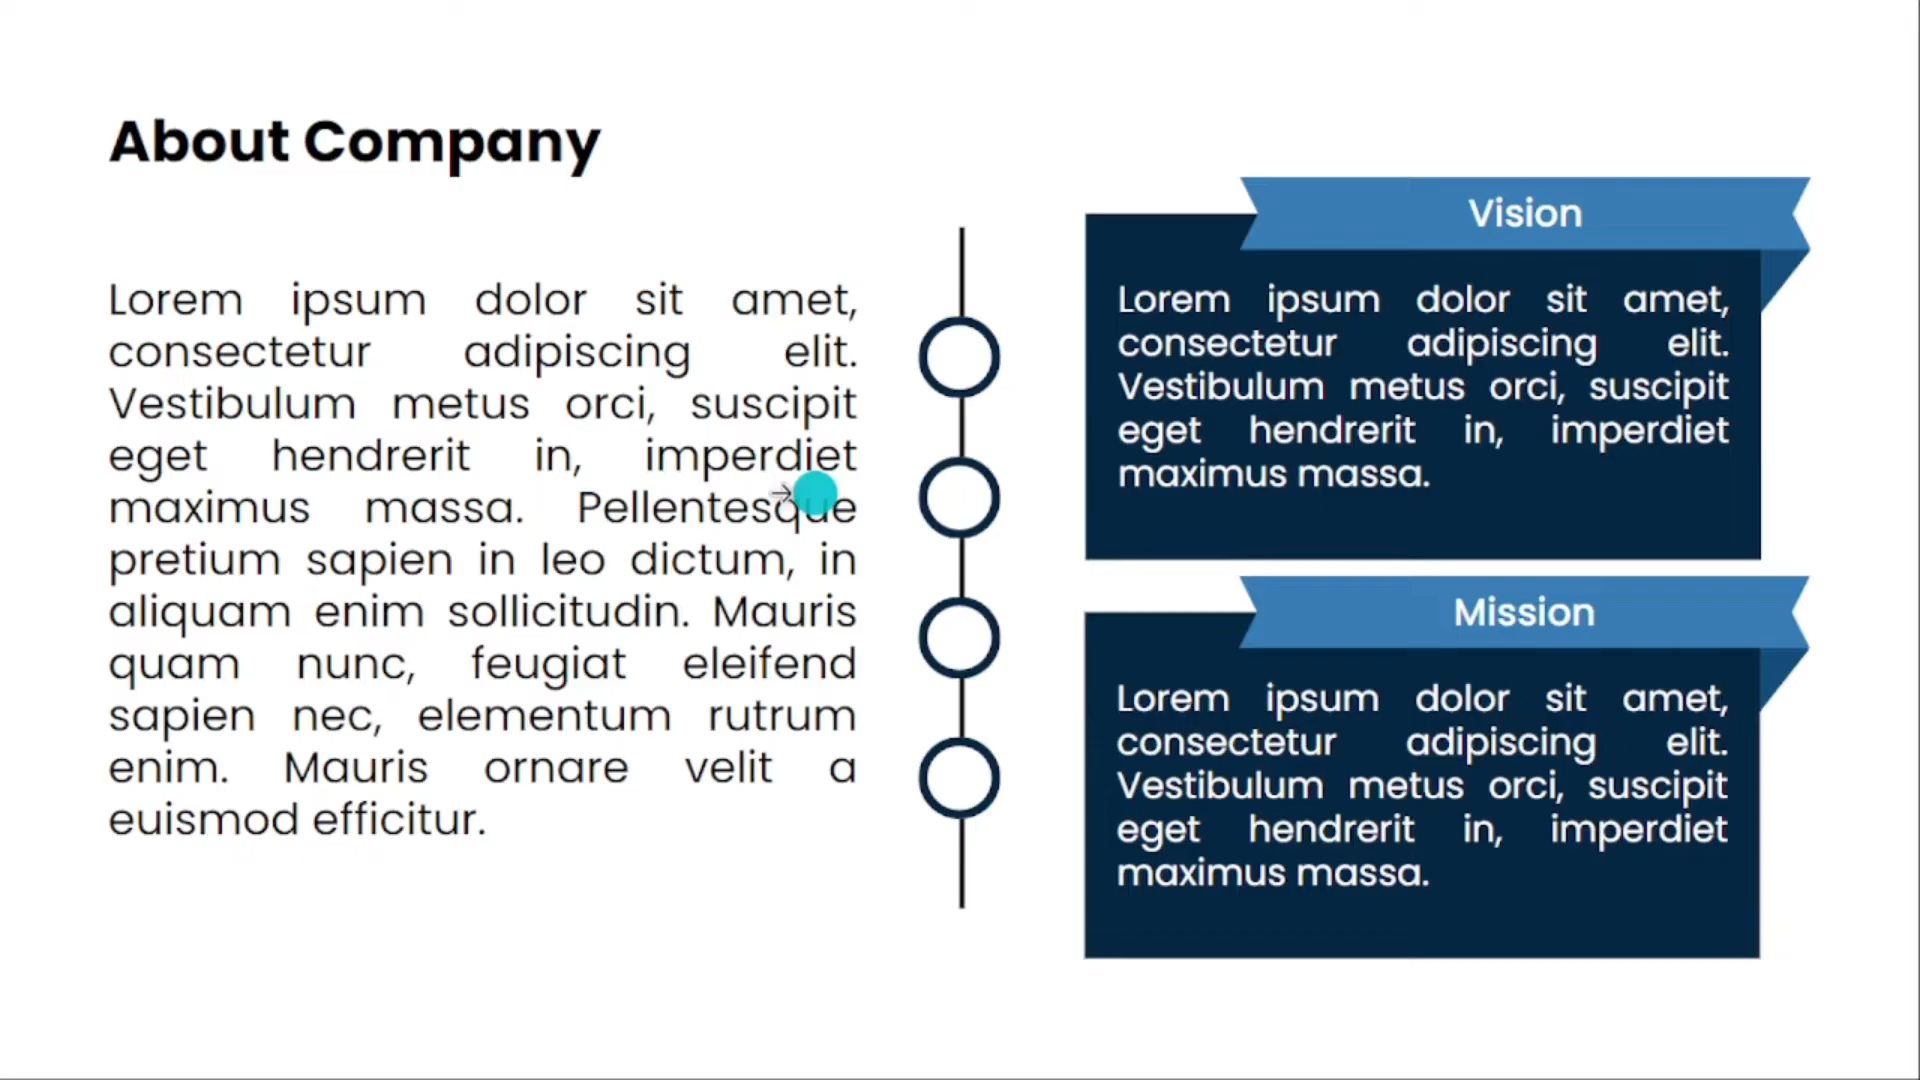 About Company
Lorem ipsum dolor sit amet,
consectetur adipiscing elit.
Vestibulum metus orci, suscipit
eget hendrerit in, imperdiet
maximus massa. Pellentesque
pretium sapien in leo dictum, in
aliquam enim sollicitudin. Mauris
quam nunc, feugiat eleifend
sapien nec, elementum rutrum
enim. Mauris ornare velit a
euismod efficitur.
Vision
Lorem ipsum dolor sit amet,
consectetur adipiscing elit.
Vestibulum metus orci, suscipit
eget hendrerit in, imperdiet
maximus massa.
Mission
Lorem ipsum dolor sit amet,
consectetur adipiscing elit.
Vestibulum metus orci, suscipit
eget hendrerit in, imperdiet
maximus massa.